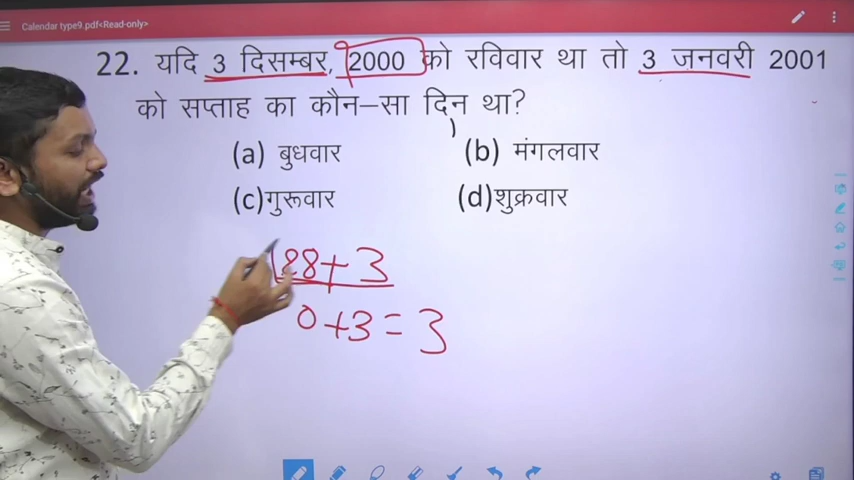 Calendar type9.pdf<Read-only>
22. यदि 3 दिसम्बर, 2000 को रविवार था तो 3 जनवरी 2001
को सप्ताह का कौन–सा दिन था?
(a) बुधवार (b) मंगलवार
(c)गुरूवार (d)शुक्रवार
28+ 3
0+3=3